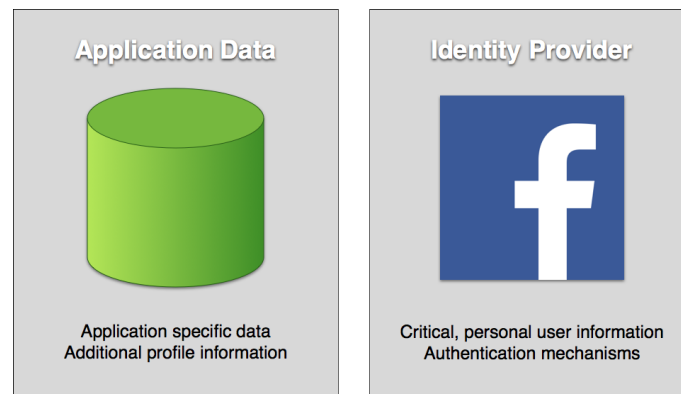 Application Data
Application specific data
Additional profile information
Identity Provider
f
Critical, personal user information
Authentication mechanisms